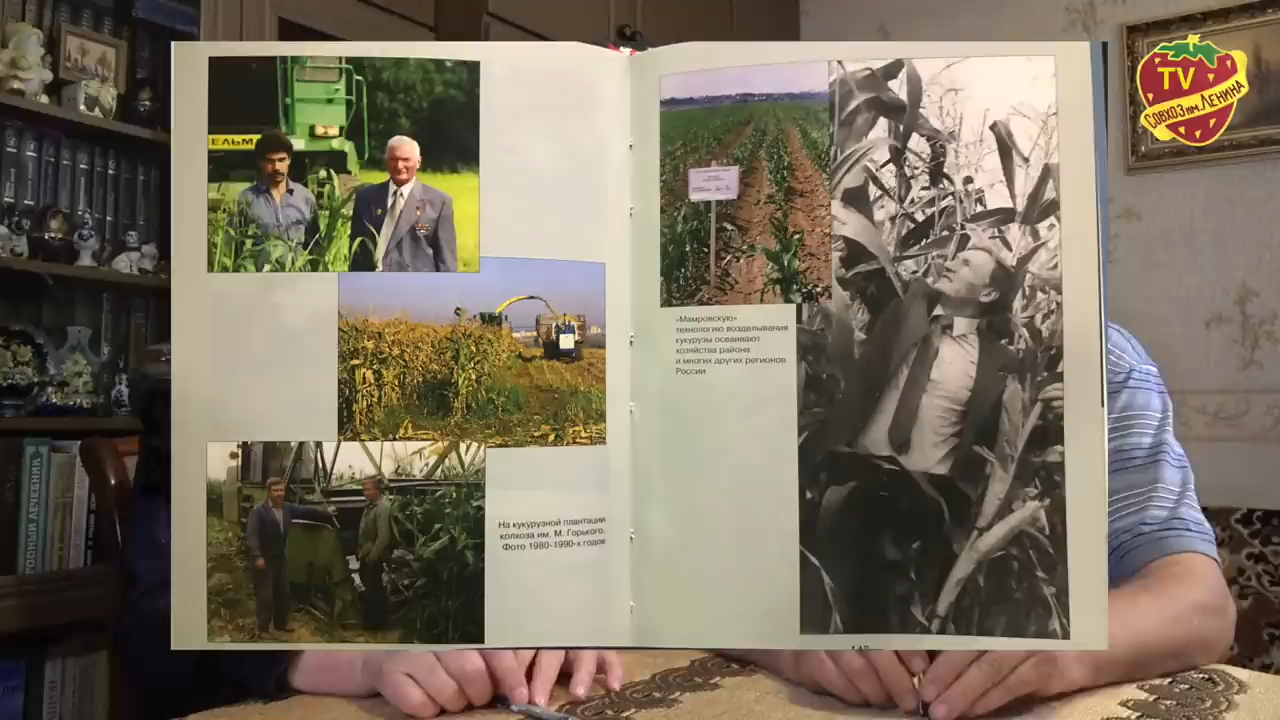 TV
СОВХОЗ им. ЛЕНИНА
ЕЛЬМ
На кукурузной плантации
колхоза им. М. Горького.
Фото 1980-1990-х годов
«Мамровскую»
технологию возделывания
кукурузы осваивают
хозяйства района
и многих других регионов
России
ЛЕЧЕБНИК